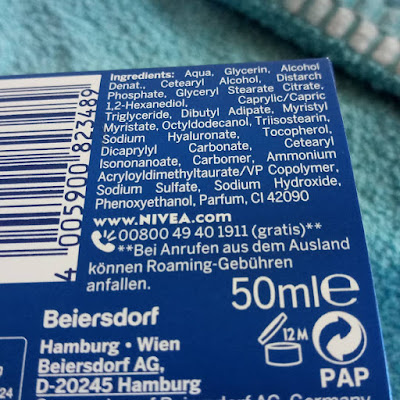 Ingredients: Aqua, Glycerin, Alcohol
Denat., Cetearyl Alcohol, Distarch
Phosphate, Glyceryl Stearate Citrate,
1,2-Hexanediol, Caprylic/Capric
Triglyceride, Dibutyl Adipate, Myristyl
Myristate, Octyldodecanol, Triisostearin,
Sodium Hyaluronate, Tocopherol,
Dicaprylyl Carbonate, Cetearyl
Isononanoate, Carbomer, Ammonium
Acryloyldimethyltaurate/VP Copolymer,
Sodium Sulfate, Sodium Hydroxide,
Phenoxyethanol, Parfum, CI 42090
www.NIVEA.com
00800 49 40 1911 (gratis)**
**Bei Anrufen aus dem Ausland
können Roaming-Gebühren
anfallen.
4 005900 823489
50ml℮
Beiersdorf
12M
Hamburg · Wien
Beiersdorf AG,
D-20245 Hamburg
PAP
24